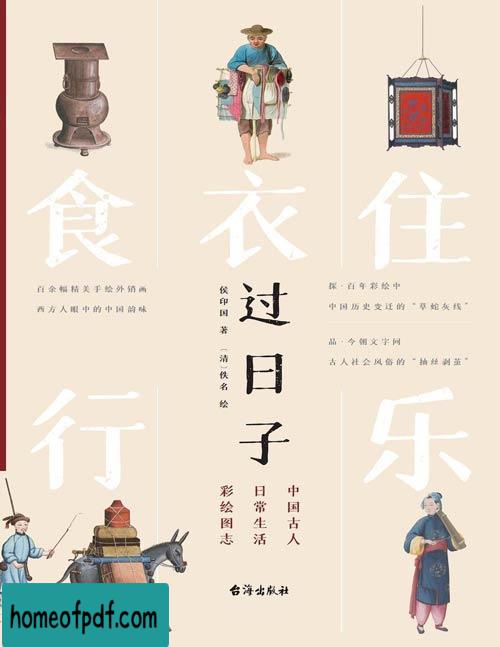 食 衣 住
百余幅精美手绘外销画
西方人眼中的中国韵味
侯印国 著
〔清〕佚名 绘
过日子
探·百年彩绘中
中国历史变迁的“草蛇灰线”
品·今朝文字间
古人社会风俗的“抽丝剥茧”
行 乐
中国古人
日常生活
彩绘图志
台海出版社
homeofpdf.com